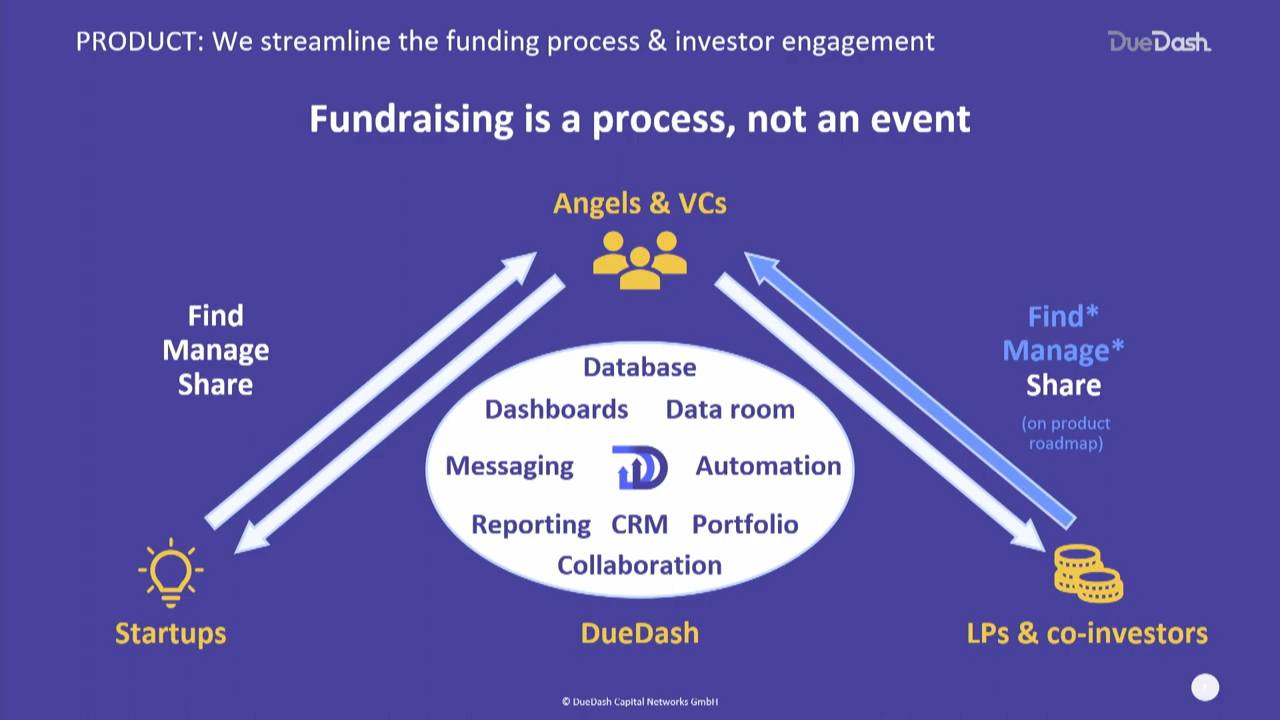 PRODUCT: We streamline the funding process & investor engagement
DueDash
Fundraising is a process, not an event
Angels & VCs
Find
Manage
Share
Find*
Manage*
Share
(on product
roadmap)
Database
Dashboards Data room
Messaging Automation
Reporting CRM Portfolio
Collaboration
Startups
DueDash
LPs & co-investors
© DueDash Capital Networks GmbH